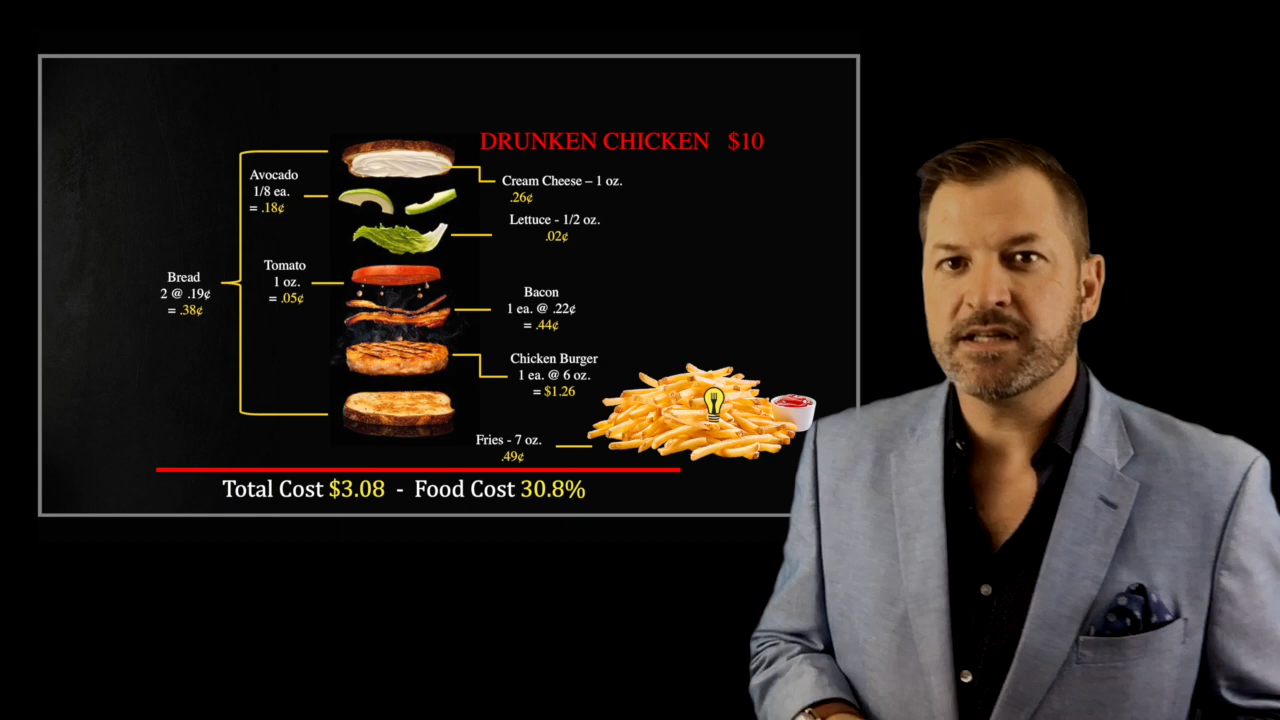 DRUNKEN CHICKEN $10
Avocado
1/8 ea.
= .18¢
Cream Cheese – 1 oz.
.26¢
Lettuce - 1/2 oz.
.02¢
Bread
2 @ .19¢
= .38¢
Tomato
1 oz.
= .05¢
Bacon
1 ea. @ .22¢
= .44¢
Chicken Burger
1 ea. @ 6 oz.
= $1.26
Fries - 7 oz.
.49¢
Total Cost $3.08 - Food Cost 30.8%